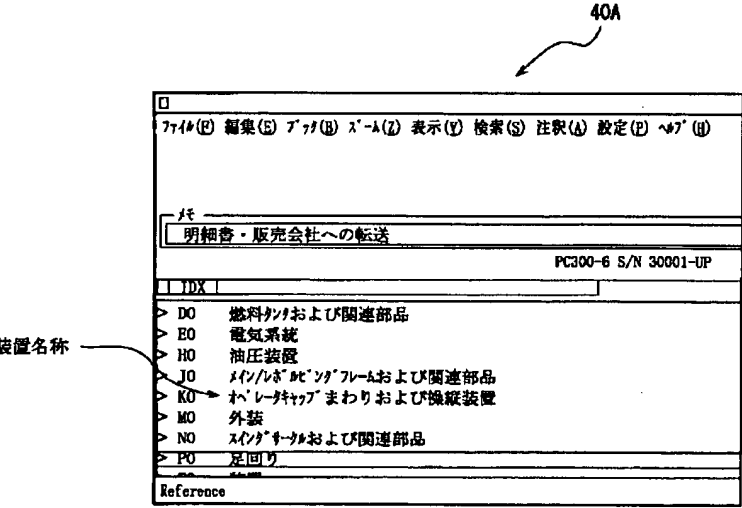 40A
ファイル(F) 編集(E) ブック(B) ズーム(Z) 表示(V) 検索(S) 注釈(A) 設定(P) ヘルプ(H)
メモ
明細書・販売会社への転送
PC300-6 S/N 30001-UP
IDX
> D0 燃料タンクおよび関連部品
> E0 電気系統
> H0 油圧装置
装置名称
> J0 メイン/レボルビングフレームおよび関連部品
> K0 オペレータキャップまわりおよび操縦装置
> M0 外装
> N0 スイングサークルおよび関連部品
> P0 足回り
Reference